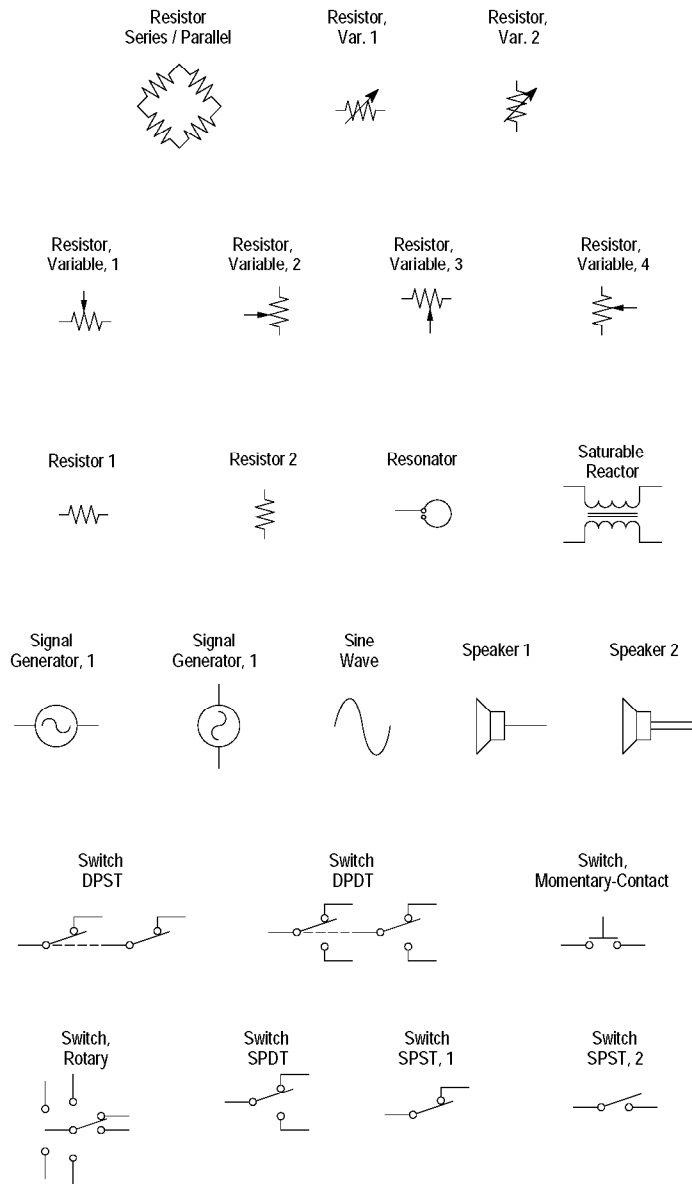 Resistor
Series / Parallel
Resistor,
Var. 1
Resistor,
Var. 2
Resistor,
Variable, 1
Resistor,
Variable, 2
Resistor,
Variable, 3
Resistor,
Variable, 4
Resistor 1
Resistor 2
Resonator
Saturable
Reactor
Signal
Generator, 1
Signal
Generator, 1
Sine
Wave
Speaker 1
Speaker 2
Switch
DPST
Switch
DPDT
Switch,
Momentary-Contact
Switch,
Rotary
Switch
SPDT
Switch
SPST, 1
Switch
SPST, 2